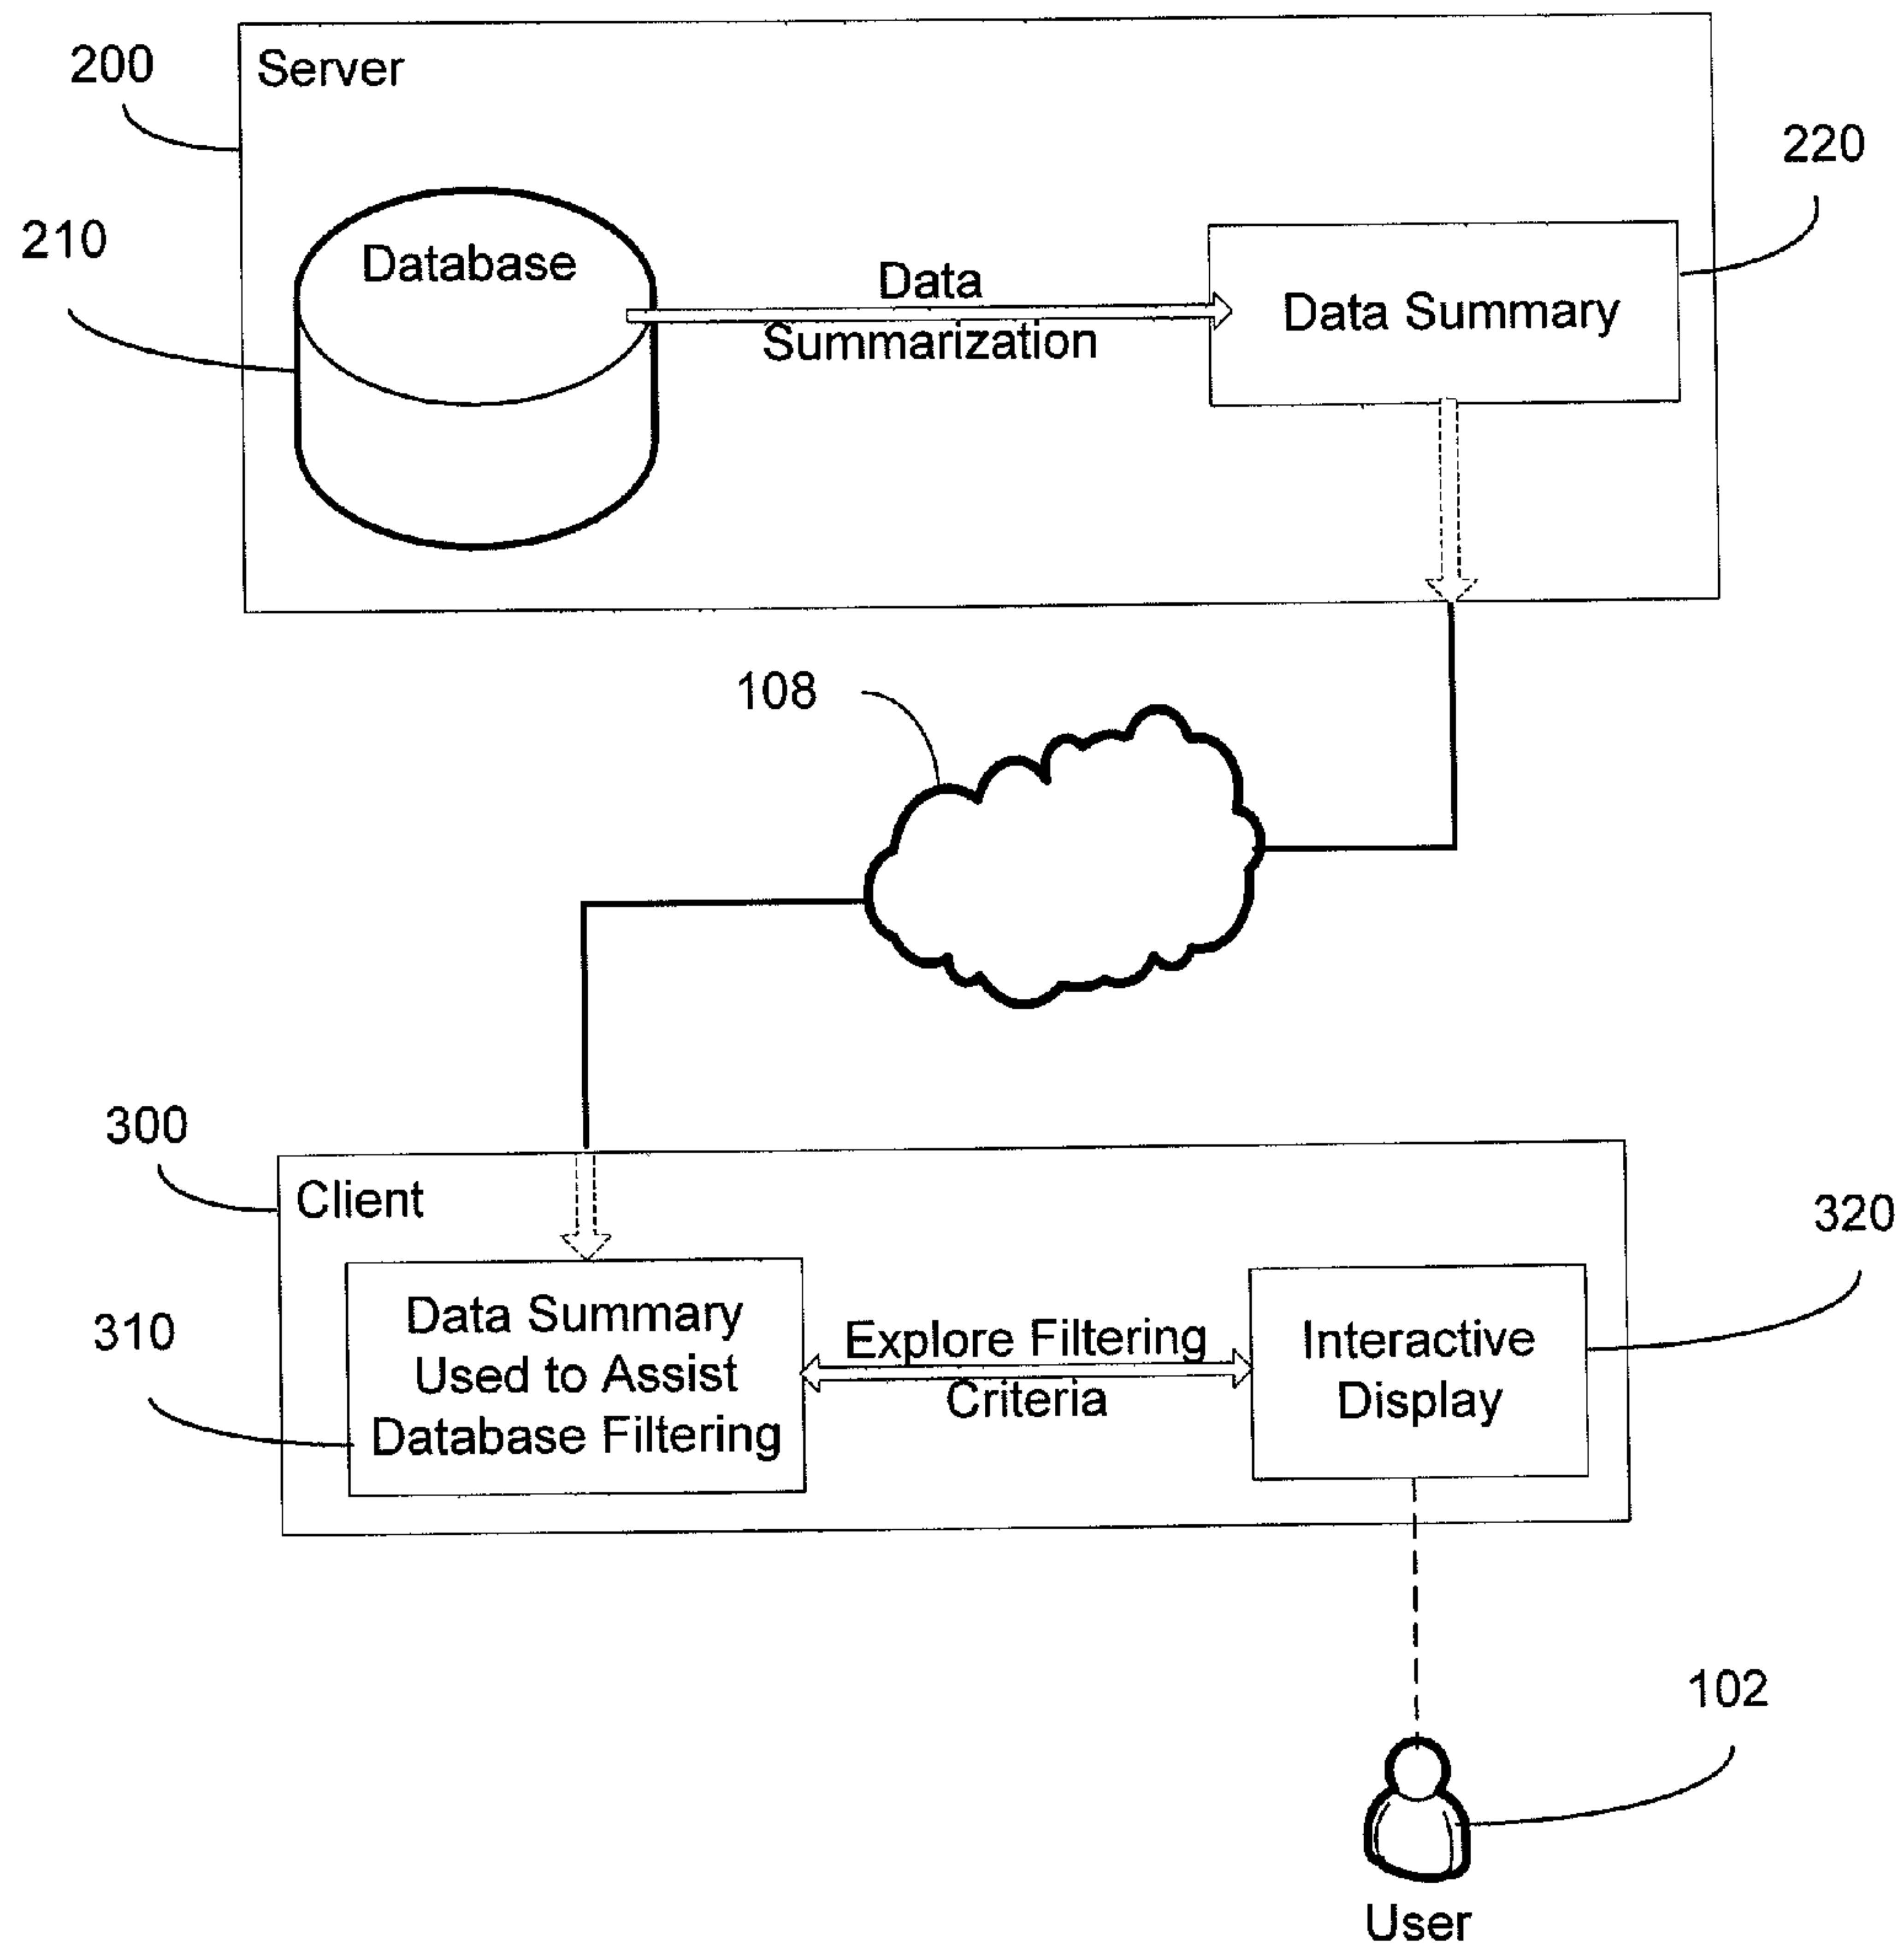 200
Server
220
210
Database
Data
Summarization
Data Summary
108
300
Client
320
310
Data Summary
Used to Assist
Database Filtering
Explore Filtering
Criteria
Interactive
Display
102
User